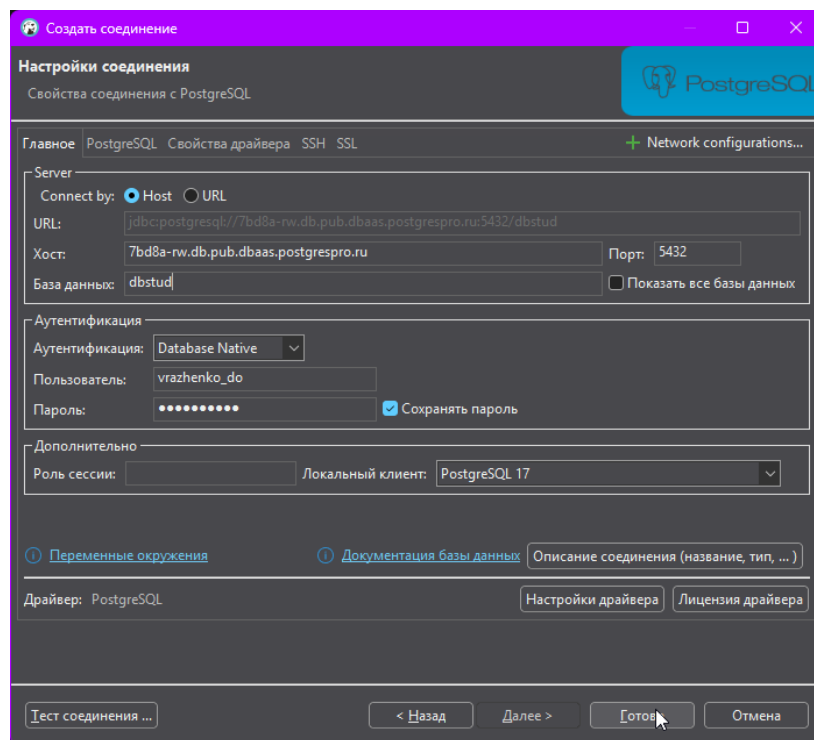 Создать соединение
Настройки соединения
Свойства соединения с PostgreSQL
PostgreSQL
Главное PostgreSQL Свойства драйвера SSH SSL Network configurations...
Server
Connect by: Host URL
URL: jdbc:postgresql://7bd8a-rw.db.pub.dbaas.postgrespro.ru:5432/dbstud
Хост: 7bd8a-rw.db.pub.dbaas.postgrespro.ru Порт: 5432
База данных: dbstud Показать все базы данных
Аутентификация
Аутентификация: Database Native
Пользователь: vrazhenko_do
Пароль: •••••••••• Сохранять пароль
Дополнительно
Роль сессии: Локальный клиент: PostgreSQL 17
Переменные окружения Документация базы данных Описание соединения (название, тип, ... )
Драйвер: PostgreSQL Настройки драйвера Лицензия драйвера
Тест соединения ... < Назад Далее > Готово Отмена